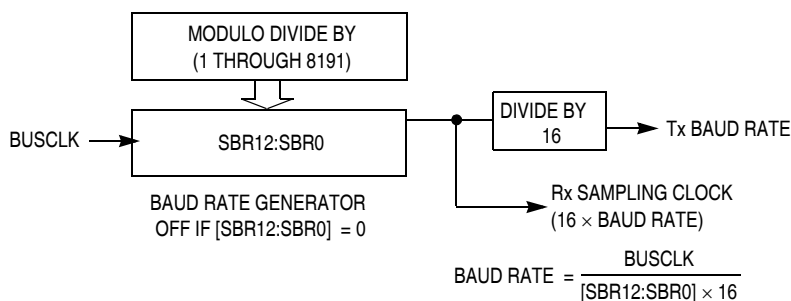 MODULO DIVIDE BY
(1 THROUGH 8191)
BUSCLK
SBR12:SBR0
DIVIDE BY
16
Tx BAUD RATE
BAUD RATE GENERATOR
OFF IF [SBR12:SBR0] = 0
Rx SAMPLING CLOCK
(16 × BAUD RATE)
BAUD RATE =
BUSCLK
[SBR12:SBR0] × 16